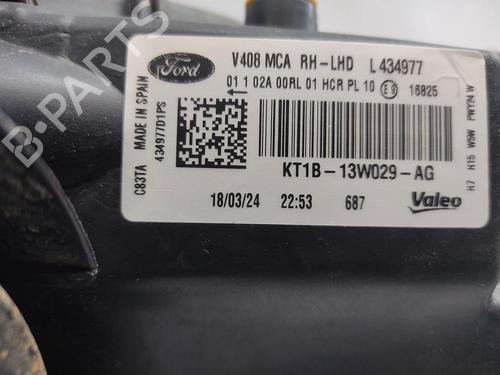 Ford
V408 MCA RH-LHD L434977
01 1 02A 00RL 01 HCR PL 10 E9 16825
KT1B-13W029-AG
18/03/24 22:53 687
Valeo
C83TA MADE IN SPAIN
434977D1PS
H7 H15 W5W PWY24W
B-PARTS